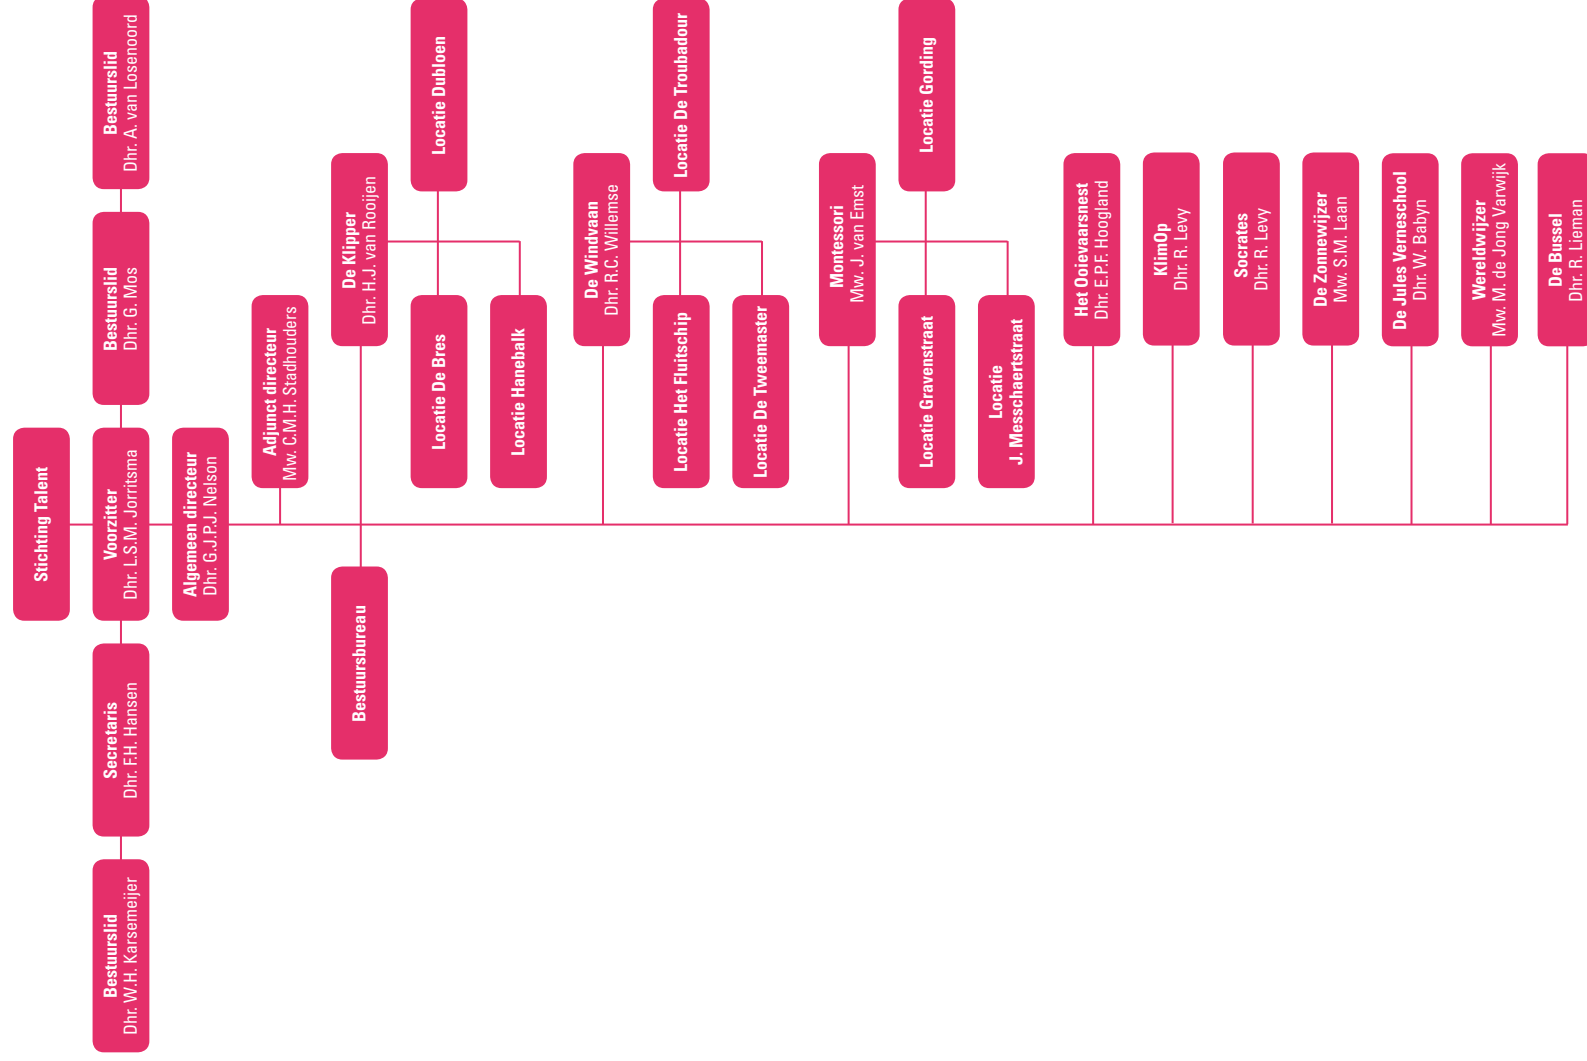 Stichting Talent
Bestuurslid
Dhr. W.H. Karsemeijer
Secretaris
Dhr. F.H. Hansen
Voorzitter
Dhr. L.S.M. Jorritsma
Bestuurslid
Dhr. G. Mos
Bestuurslid
Dhr. A. van Losenoord
Algemeen directeur
Dhr. G.J.P.J. Nelson
Adjunct directeur
Mw. C.M.H. Stadhouders
Bestuursbureau
De Klipper
Dhr. H.J. van Rooijen
Locatie De Bres
Locatie Dubloen
Locatie Hanebalk
De Windvaan
Dhr. R.C. Willemse
Locatie Het Fluitschip
Locatie De Troubadour
Locatie De Tweemaster
Montessori
Mw. J. van Emst
Locatie Gravenstraat
Locatie Gording
Locatie
J. Messchaertstraat
Het Ooievaarsnest
Dhr. E.P.F. Hoogland
KlimOp
Dhr. R. Levy
Socrates
Dhr. R. Levy
De Zonnewijzer
Mw. S.M. Laan
De Jules Verneschool
Dhr. W. Babyn
Wereldwijzer
Mw. M. de Jong Varwijk
De Bussel
Dhr. R. Lieman